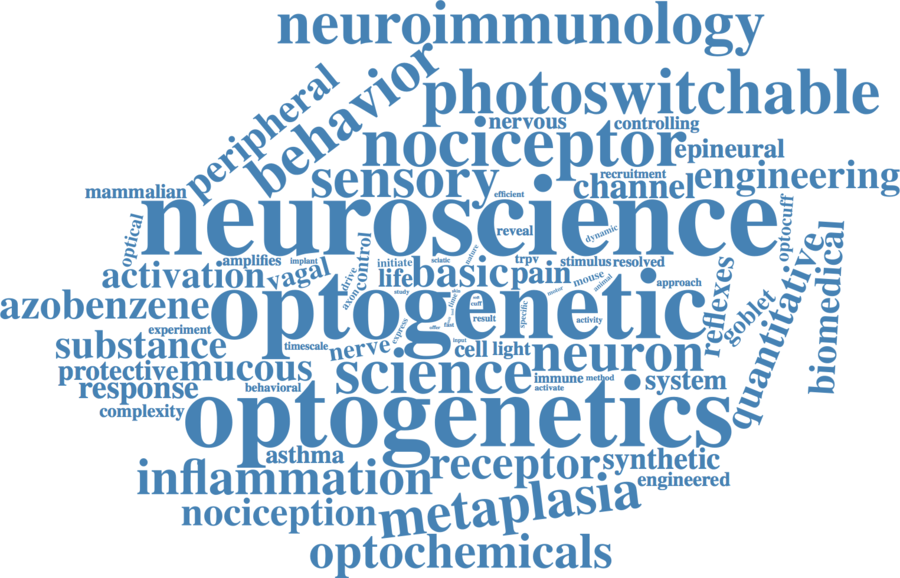 neuroimmunology
behavior
peripheral
photoswitchable
nervous
controlling
nociceptor
epineural
sensory
recruitment
channel
engineering
mammalian
efficient
neuroscience
optocuff
optical
reveal
dynamic
amplifies
implant
control
initiate
sciatic
nature
trpv
stimulus
resolved
activation
vagal
drive
axon
life
basic
pain
mouse
animal
approach
reflexes
quantitative
biomedical
azobenzene
optogenetic
study
time
skin
cuff
motor
specific
goblet
experiment
express
offer
fast
result
activity
substance
timescale
nerve
input
cell
light
neuron
protective
mucous
science
immune
method
activate
system
response
behavioral
complexity
optogenetics
asthma
inflammation
receptor
synthetic
engineered
nociception
metaplasia
optochemicals